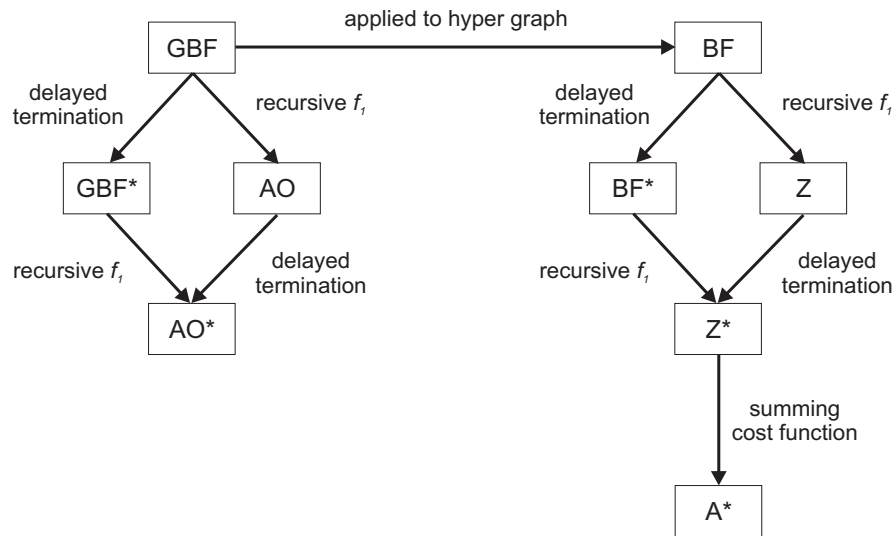 applied to hyper graph
GBF
BF
delayed
termination
recursive f₁
delayed
termination
recursive f₁
GBF*
AO
BF*
Z
recursive f₁
delayed
termination
recursive f₁
delayed
termination
AO*
Z*
summing
cost function
A*